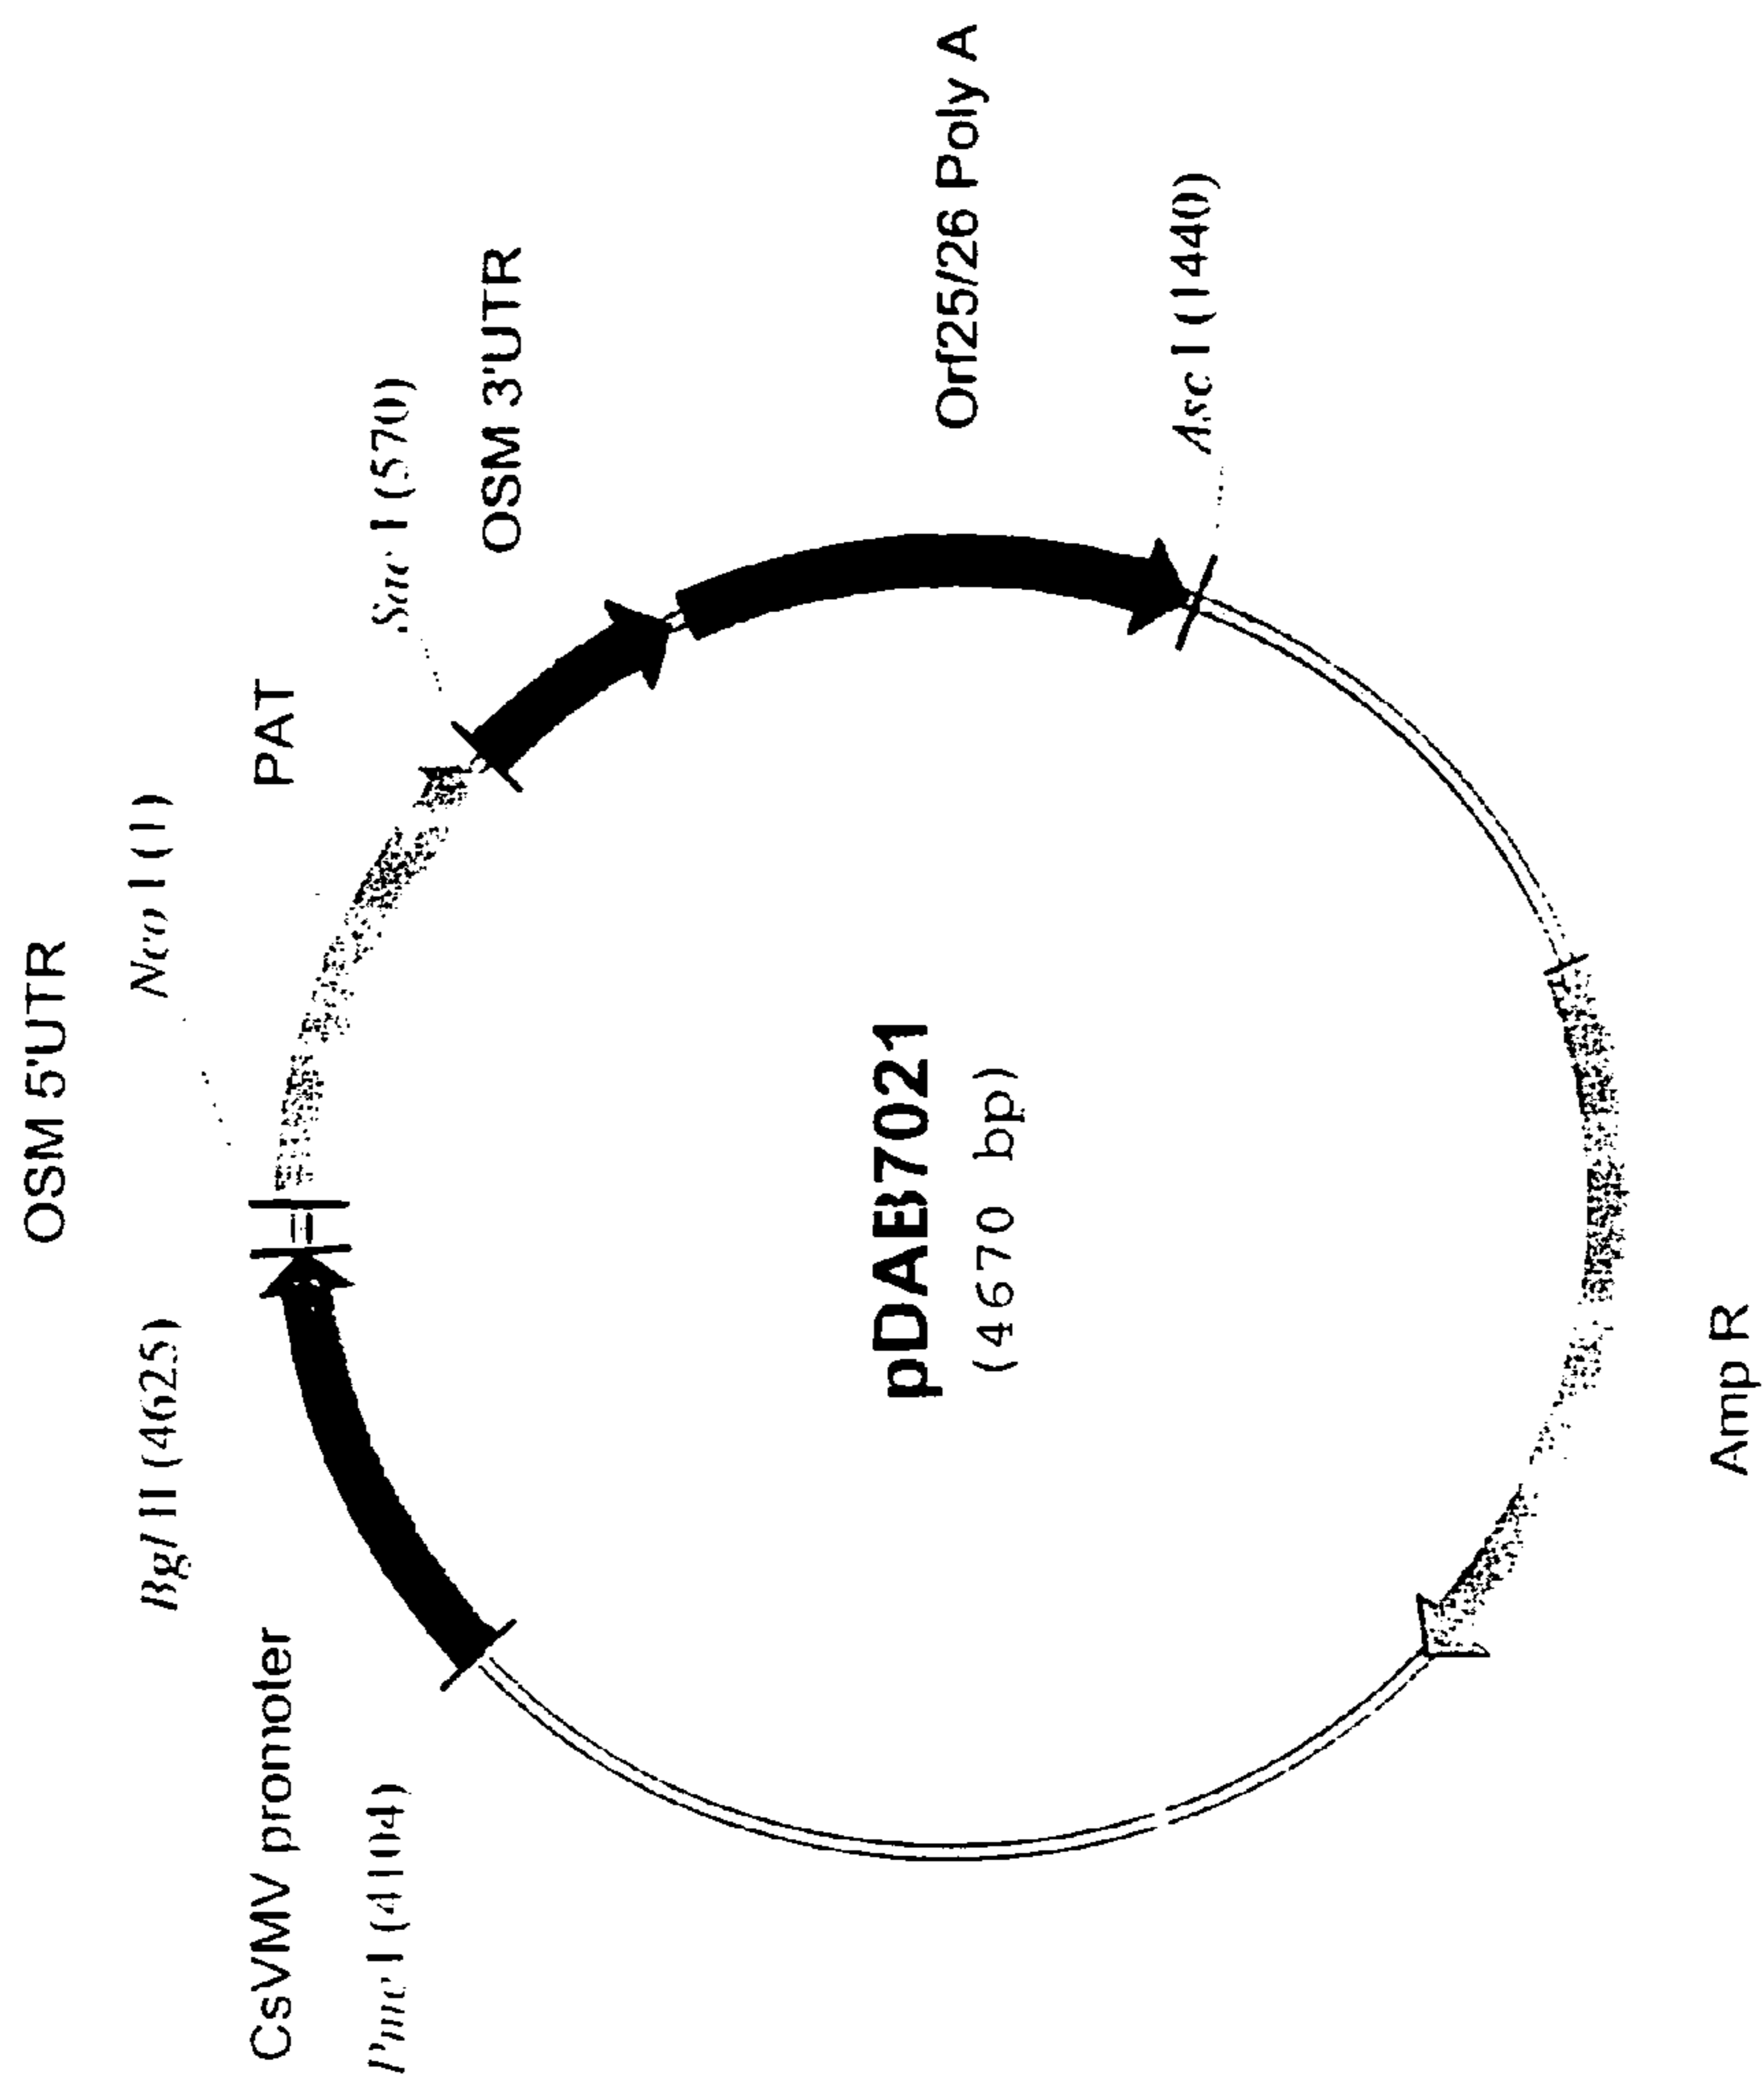 OSM 5'UTR
Nco I (1)
Bgl II (4625)
PAT
CsVMV promoter
Sac I (570)
Pme I (4104)
OSM 3'UTR
pDAB7021
(4670 bp)
Orf25/26 Poly A
Asc I (1440)
Amp R